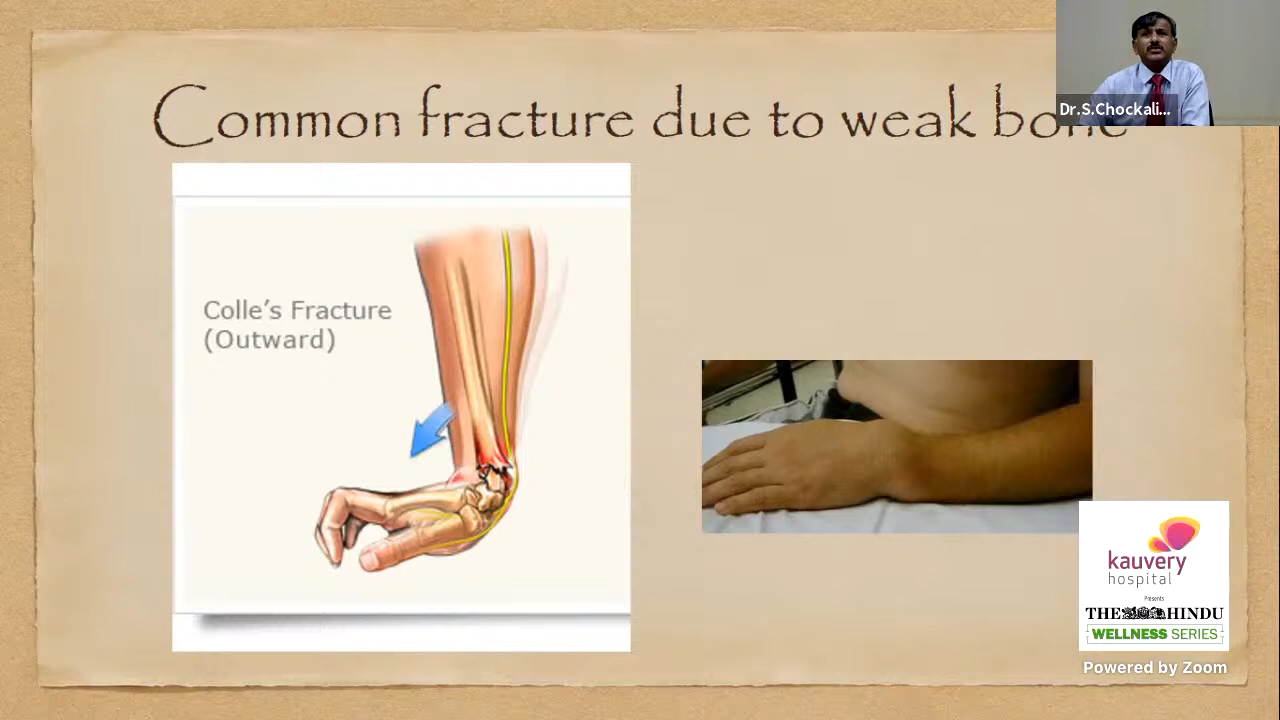 Common fracture due to weak bone
Dr.S.Chockali...
Colle's Fracture
(Outward)
kauvery
hospital
Presents
THE HINDU
WELLNESS SERIES
Powered by Zoom